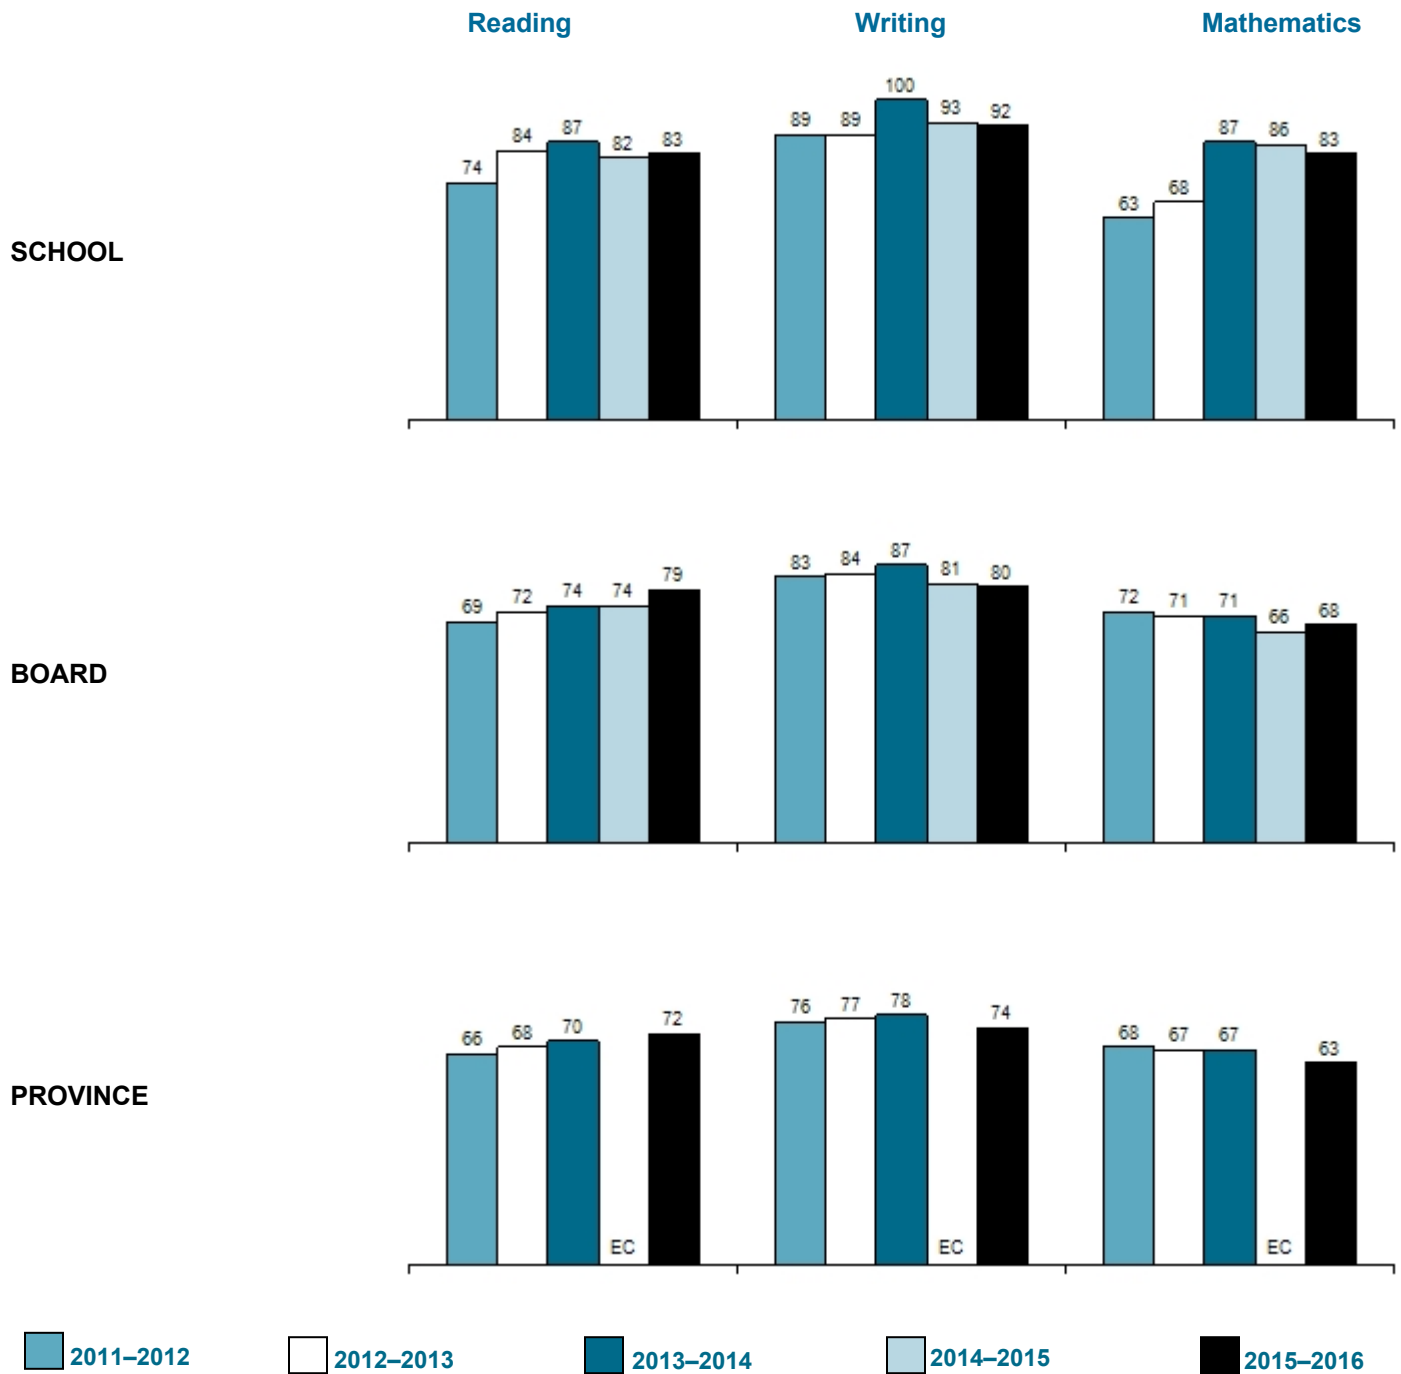 Reading Writing Mathematics
SCHOOL
74 84 87 82 83 89 89 100 93 92 63 68 87 86 83
BOARD
69 72 74 74 79 83 84 87 81 80 72 71 71 66 68
PROVINCE
66 68 70 EC 72 76 77 78 EC 74 68 67 67 EC 63
2011–2012 2012–2013 2013–2014 2014–2015 2015–2016